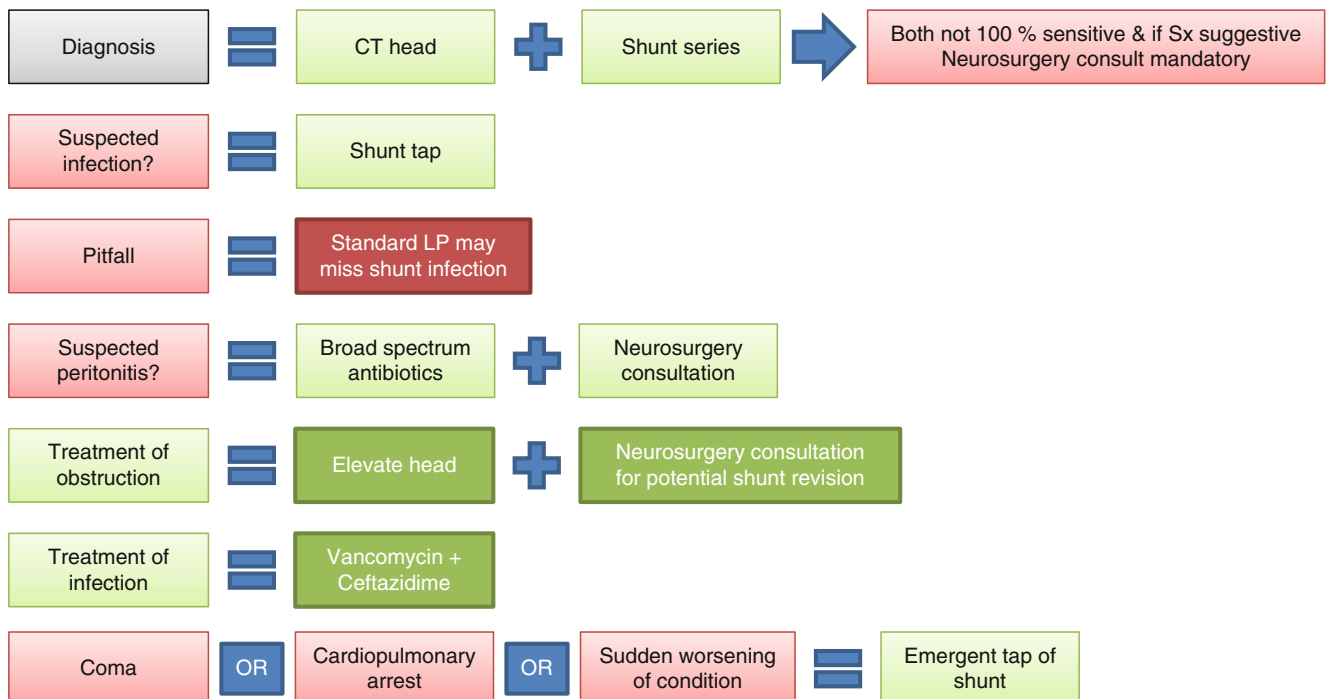 Diagnosis
CT head
Shunt series
Both not 100 % sensitive & if Sx suggestive
Neurosurgery consult mandatory
Suspected
infection?
Shunt tap
Pitfall
Standard LP may
miss shunt infection
Suspected
peritonitis?
Broad spectrum
antibiotics
Neurosurgery
consultation
Treatment of
obstruction
Elevate head
Neurosurgery consultation
for potential shunt revision
Treatment of
infection
Vancomycin +
Ceftazidime
Coma
OR
Cardiopulmonary
arrest
OR
Sudden worsening
of condition
Emergent tap of
shunt